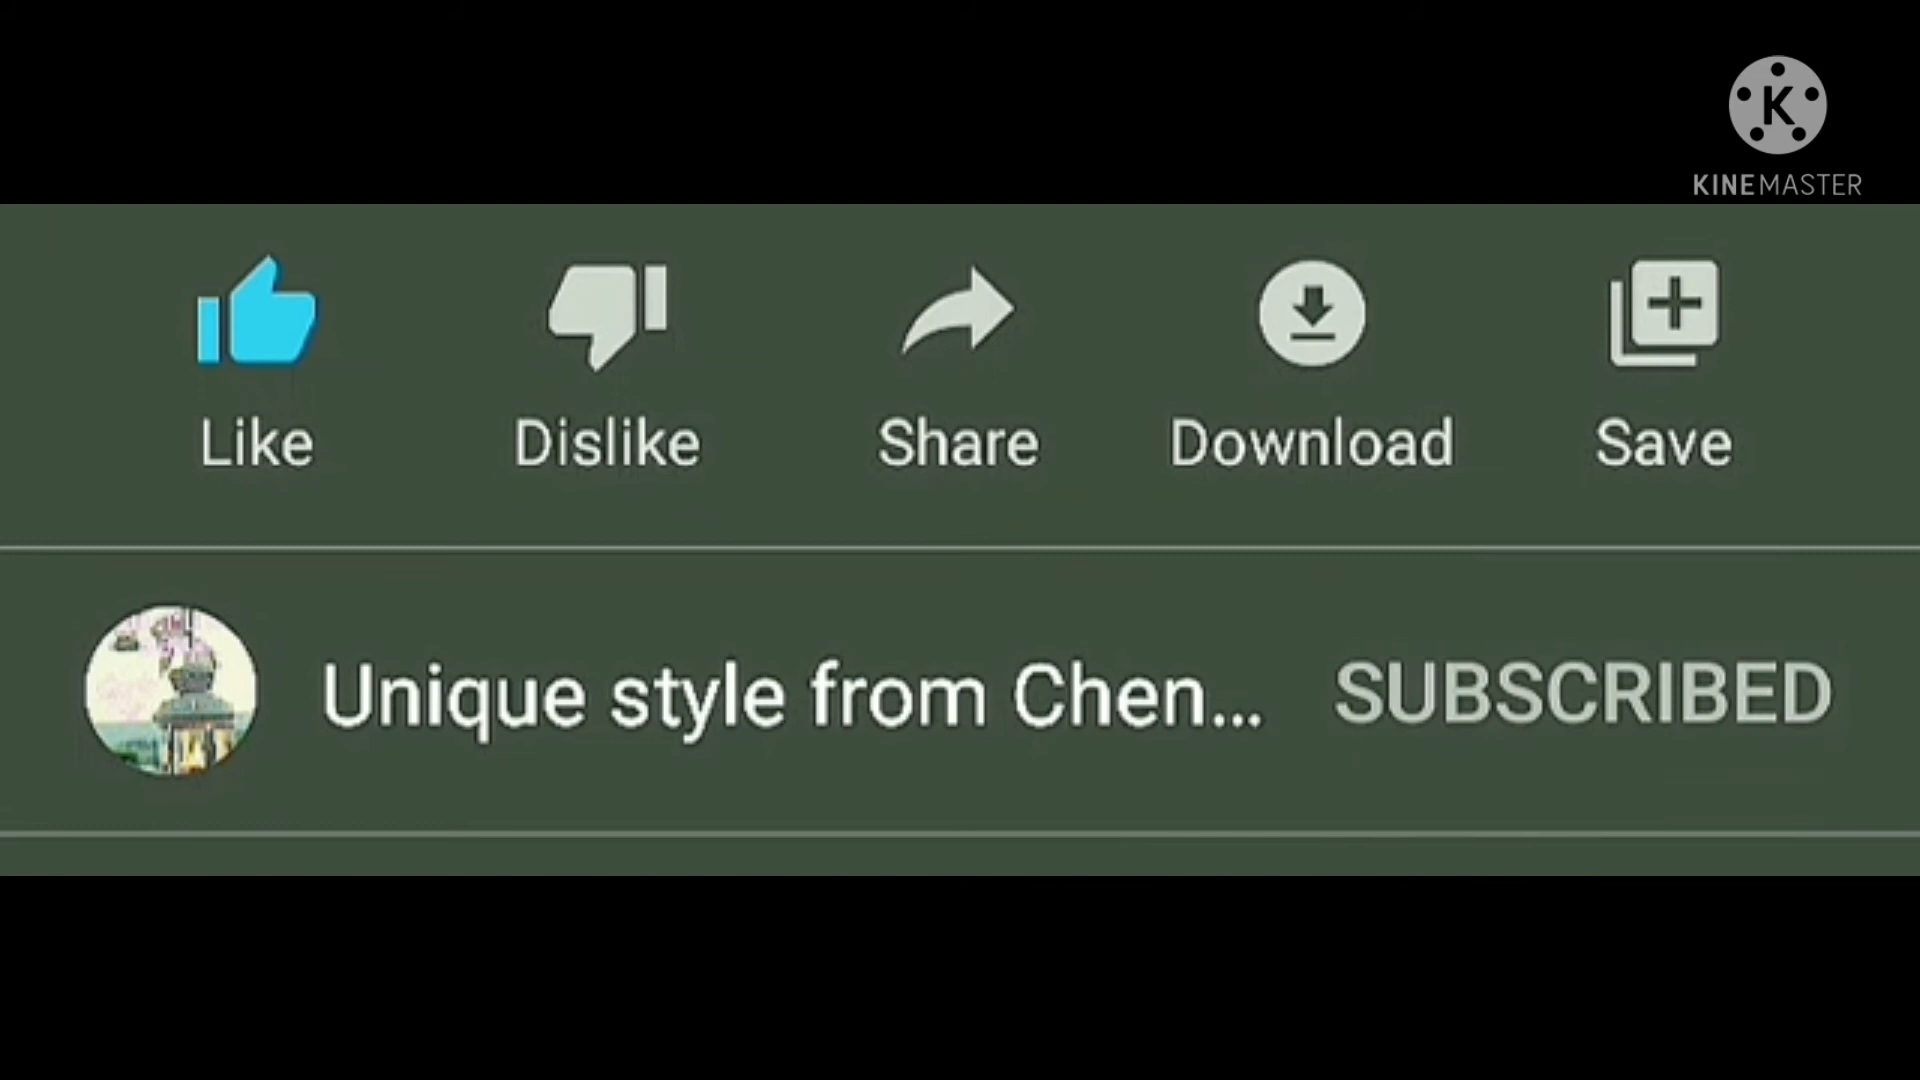 K
KINEMASTER
Like Dislike Share Download Save
Unique style from Chen... SUBSCRIBED